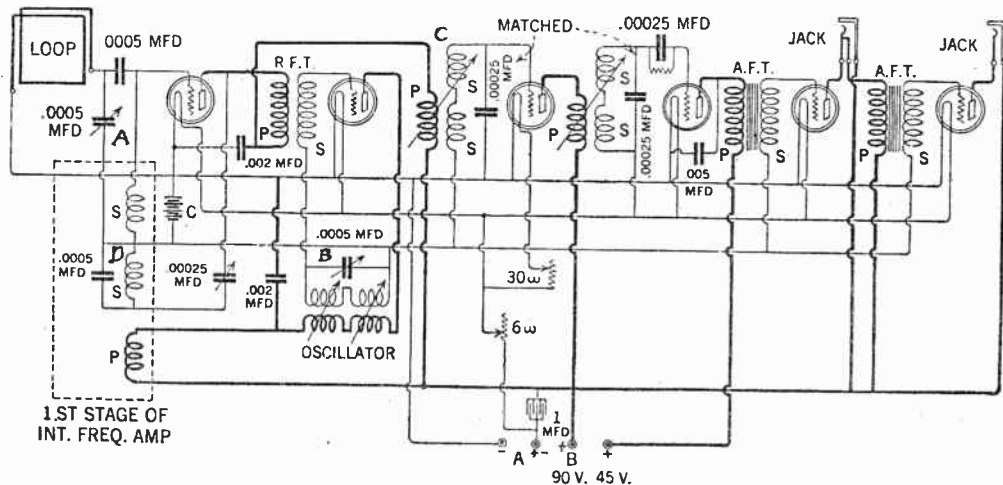 LOOP
.0005 MFD
.0005
MFD
A
R.F.T.
P
S
.002 MFD
C
C
MATCHED
.00025 MFD
P
S
S
.00025
MFD
P
S
S
.00025 MFD
.005
MFD
A.F.T.
P
S
JACK
A.F.T.
P
S
JACK
S
D
S
.0005
MFD
.00025
MFD
.0005 MFD
B
.002
MFD
OSCILLATOR
30ω
6ω
P
1.ST STAGE OF
INT. FREQ. AMP
1
MFD
- A +- + B +
90 V. 45 V.